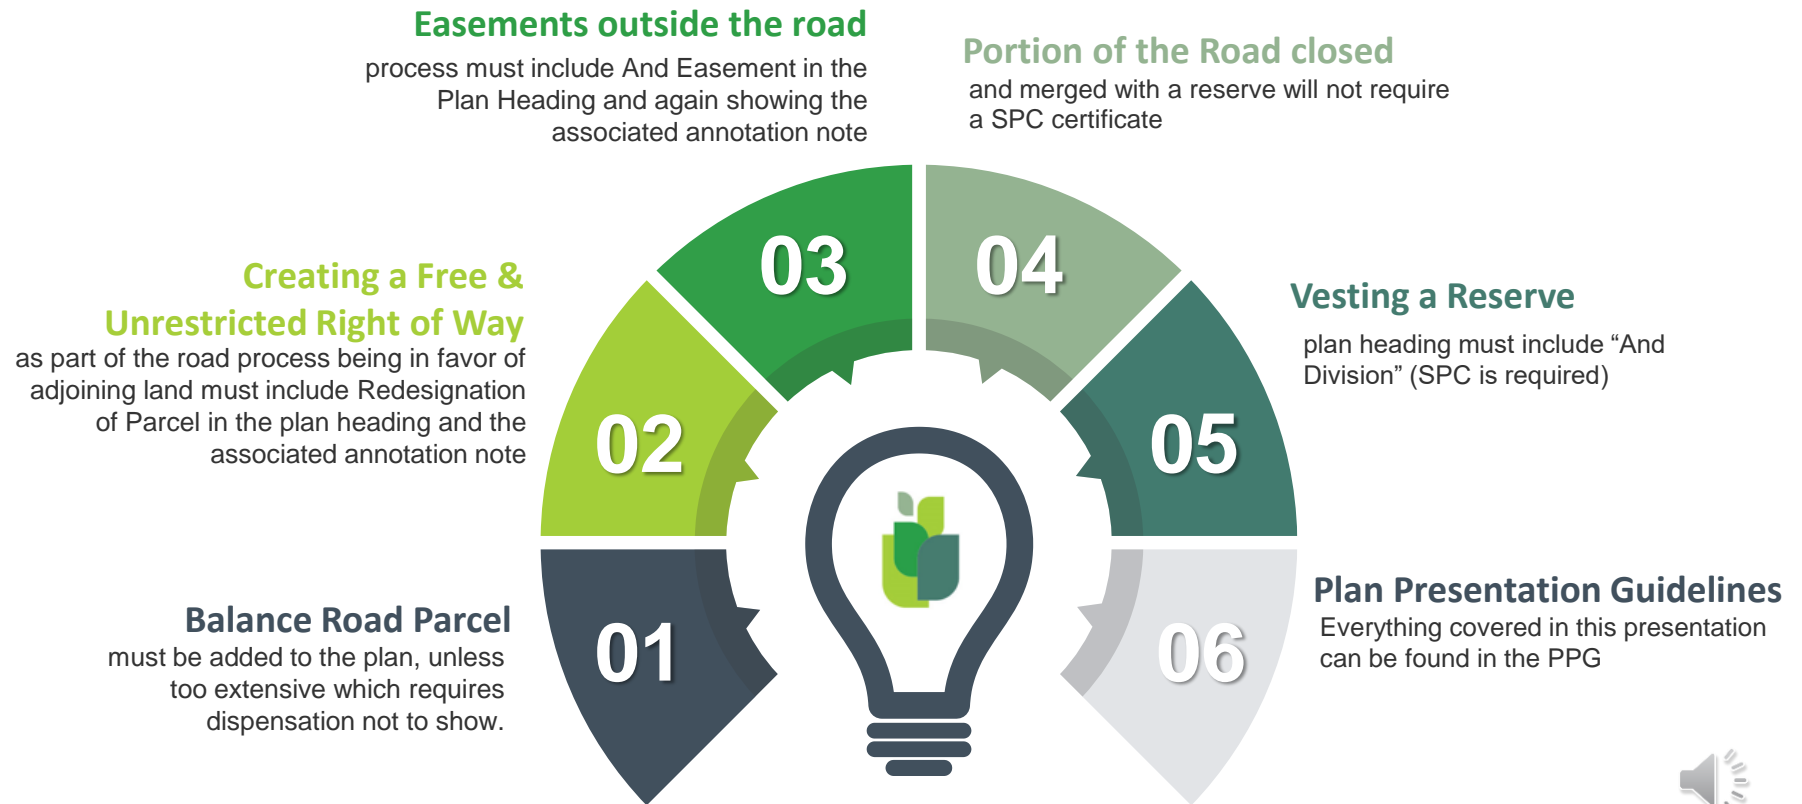 Easements outside the road
process must include And Easement in the
Plan Heading and again showing the
associated annotation note
Portion of the Road closed
and merged with a reserve will not require
a SPC certificate
03
04
Creating a Free &
Unrestricted Right of Way
as part of the road process being in favor of
adjoining land must include Redesignation
of Parcel in the plan heading and the
associated annotation note
02
Vesting a Reserve
plan heading must include “And
Division” (SPC is required)
05
Balance Road Parcel
must be added to the plan, unless
too extensive which requires
dispensation not to show.
01
Plan Presentation Guidelines
Everything covered in this presentation
can be found in the PPG
06